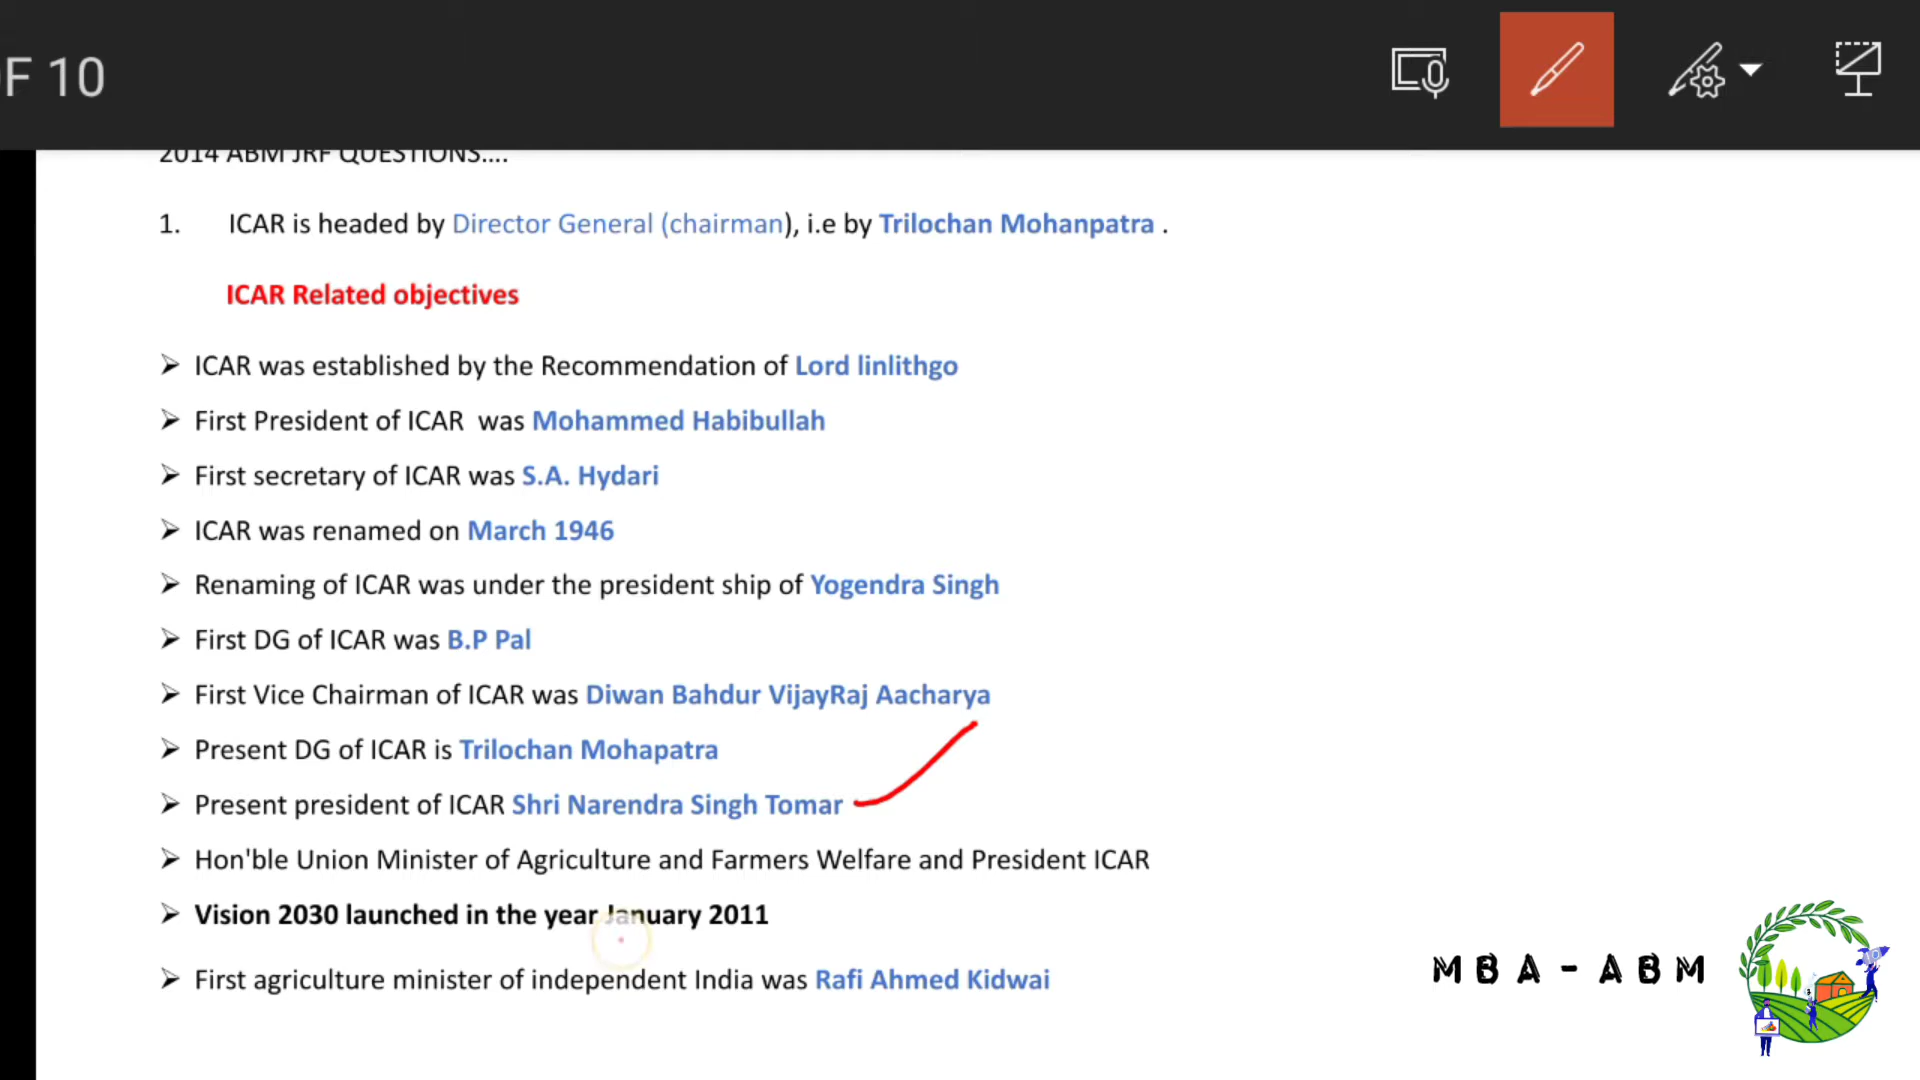 F 10
2014 ABM JRF QUESTIONS....
1. ICAR is headed by Director General (chairman), i.e by Trilochan Mohanpatra .
ICAR Related objectives
➢ ICAR was established by the Recommendation of Lord linlithgo
➢ First President of ICAR was Mohammed Habibullah
➢ First secretary of ICAR was S.A. Hydari
➢ ICAR was renamed on March 1946
➢ Renaming of ICAR was under the president ship of Yogendra Singh
➢ First DG of ICAR was B.P Pal
➢ First Vice Chairman of ICAR was Diwan Bahdur VijayRaj Aacharya
➢ Present DG of ICAR is Trilochan Mohapatra
➢ Present president of ICAR Shri Narendra Singh Tomar
➢ Hon'ble Union Minister of Agriculture and Farmers Welfare and President ICAR
➢ Vision 2030 launched in the year January 2011
➢ First agriculture minister of independent India was Rafi Ahmed Kidwai
MBA-ABM